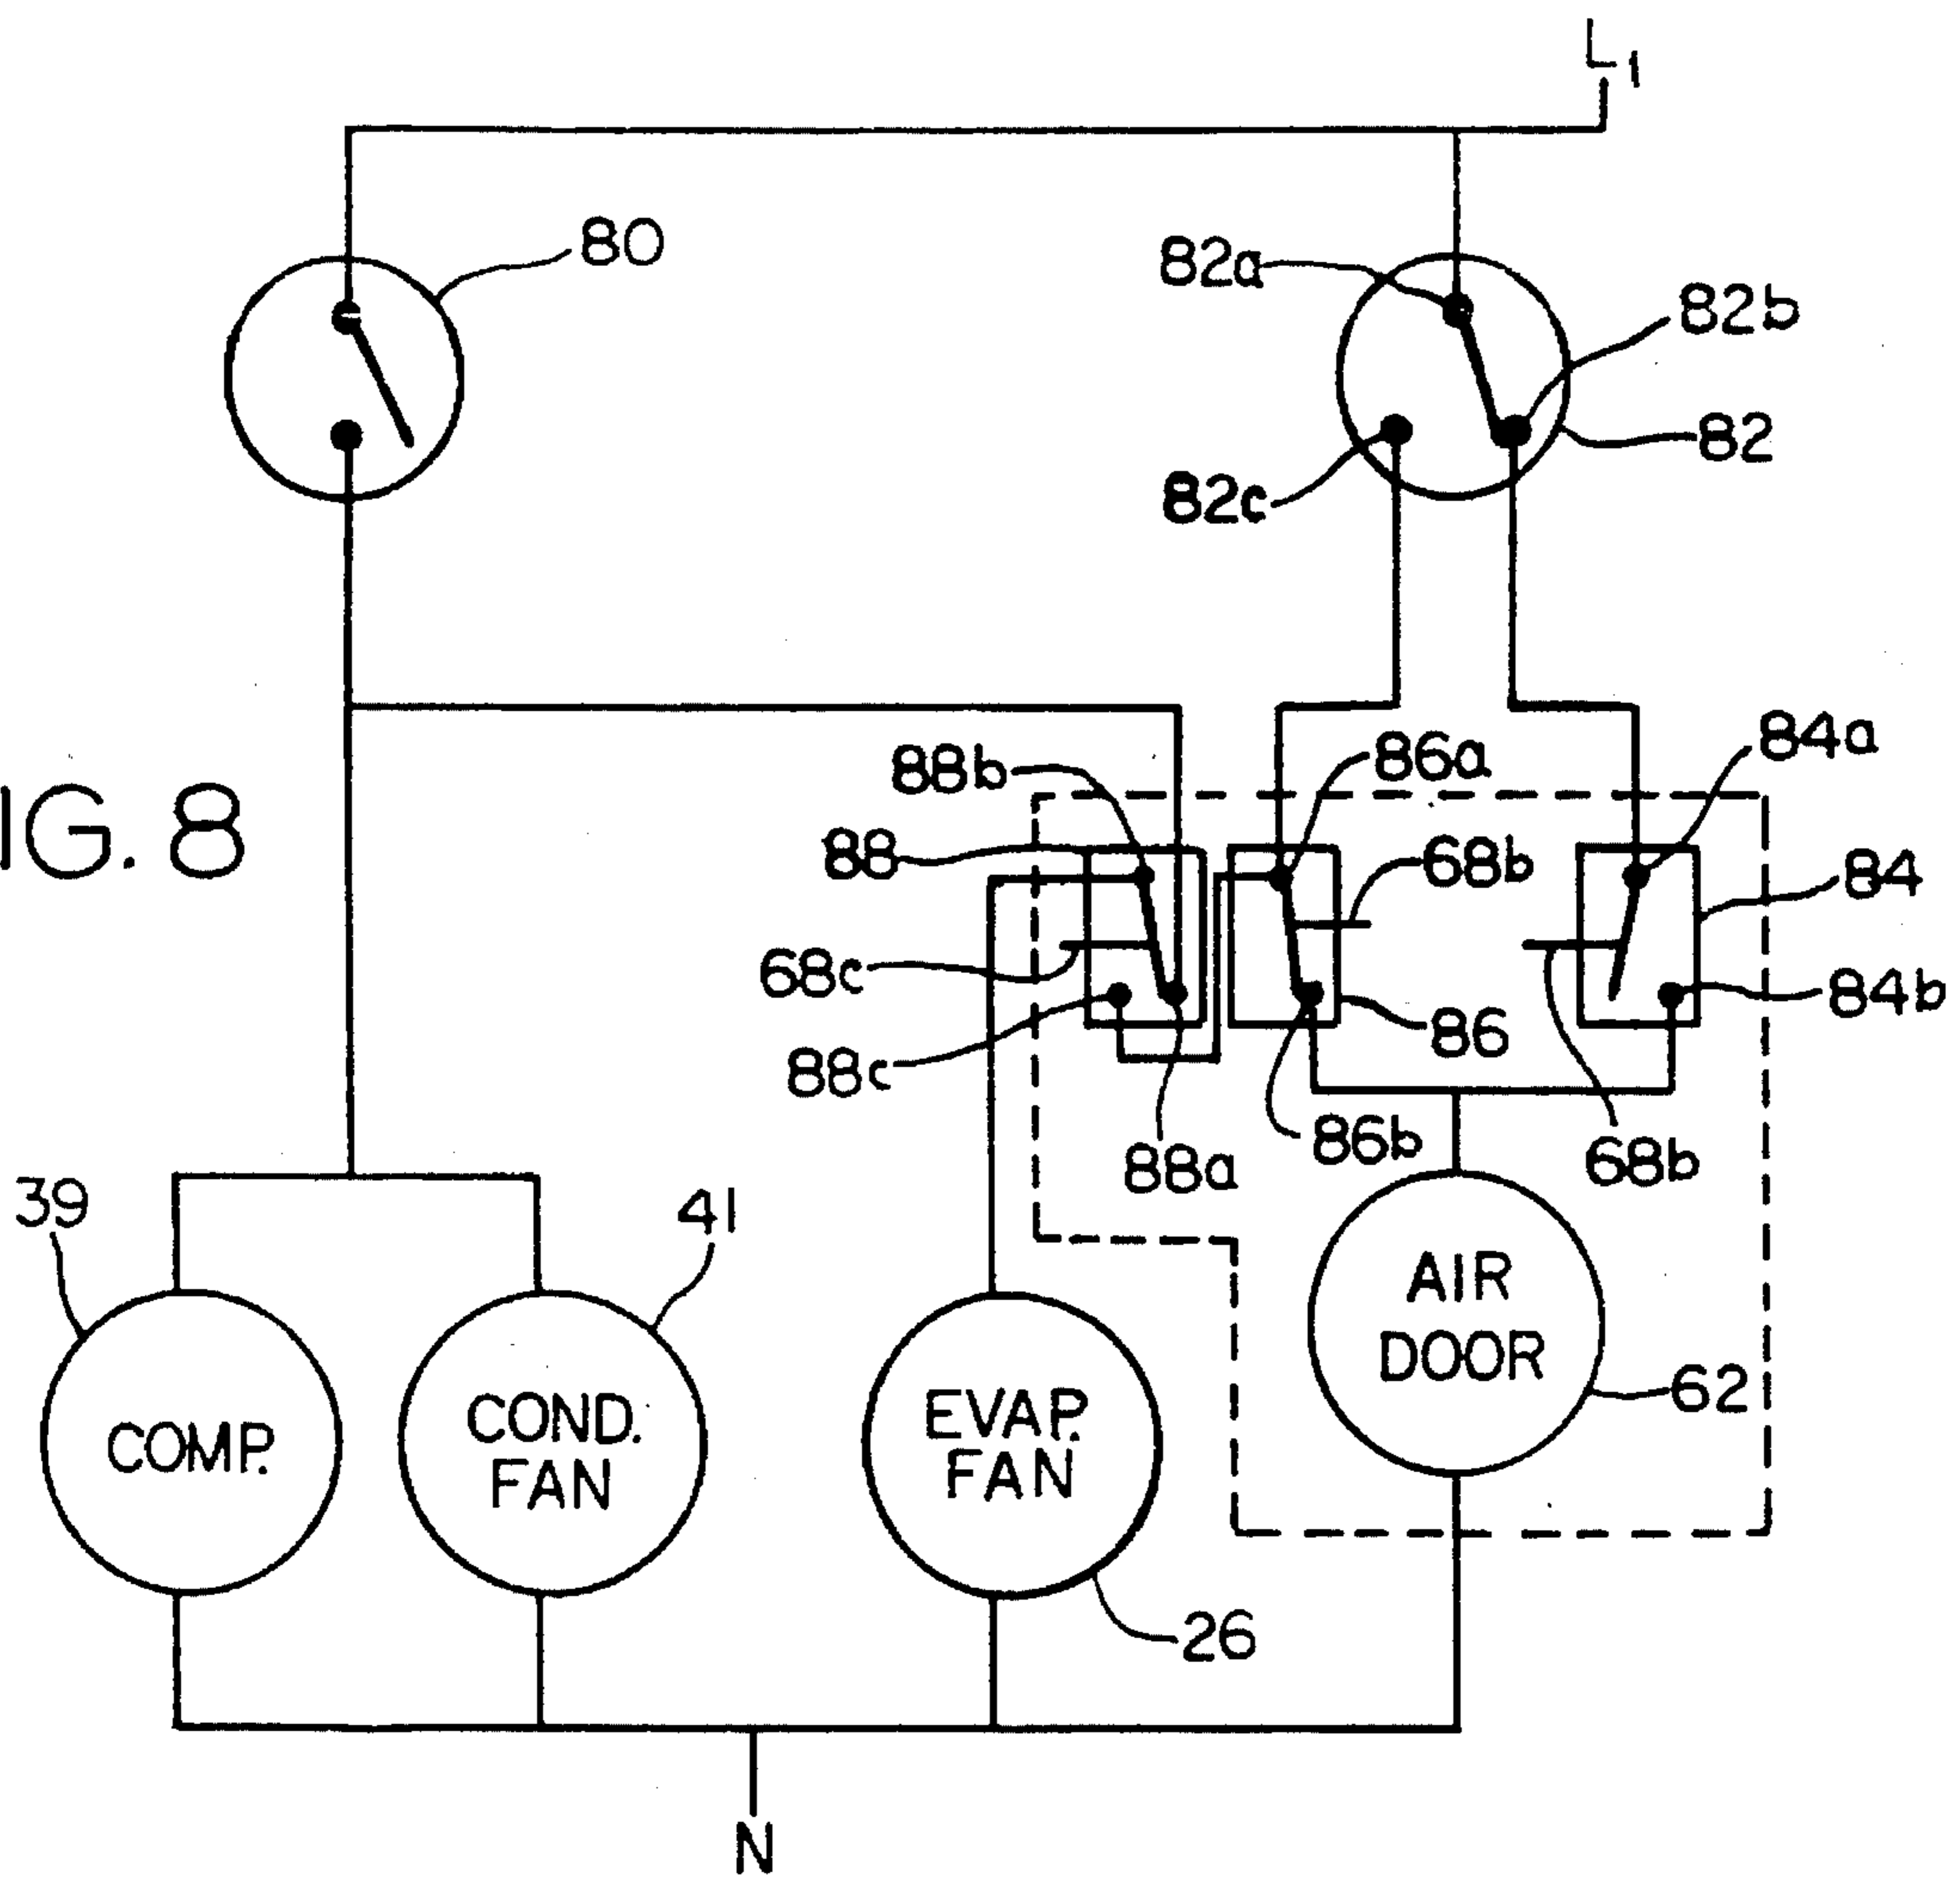 L1
80
82a
82b
82
82c
88b
86a
84a
IG. 8
88
68b
84
68c
84b
86
88c
86b
68b
88a
39
41
AIR
DOOR
62
COMP.
COND.
FAN
EVAP.
FAN
26
N